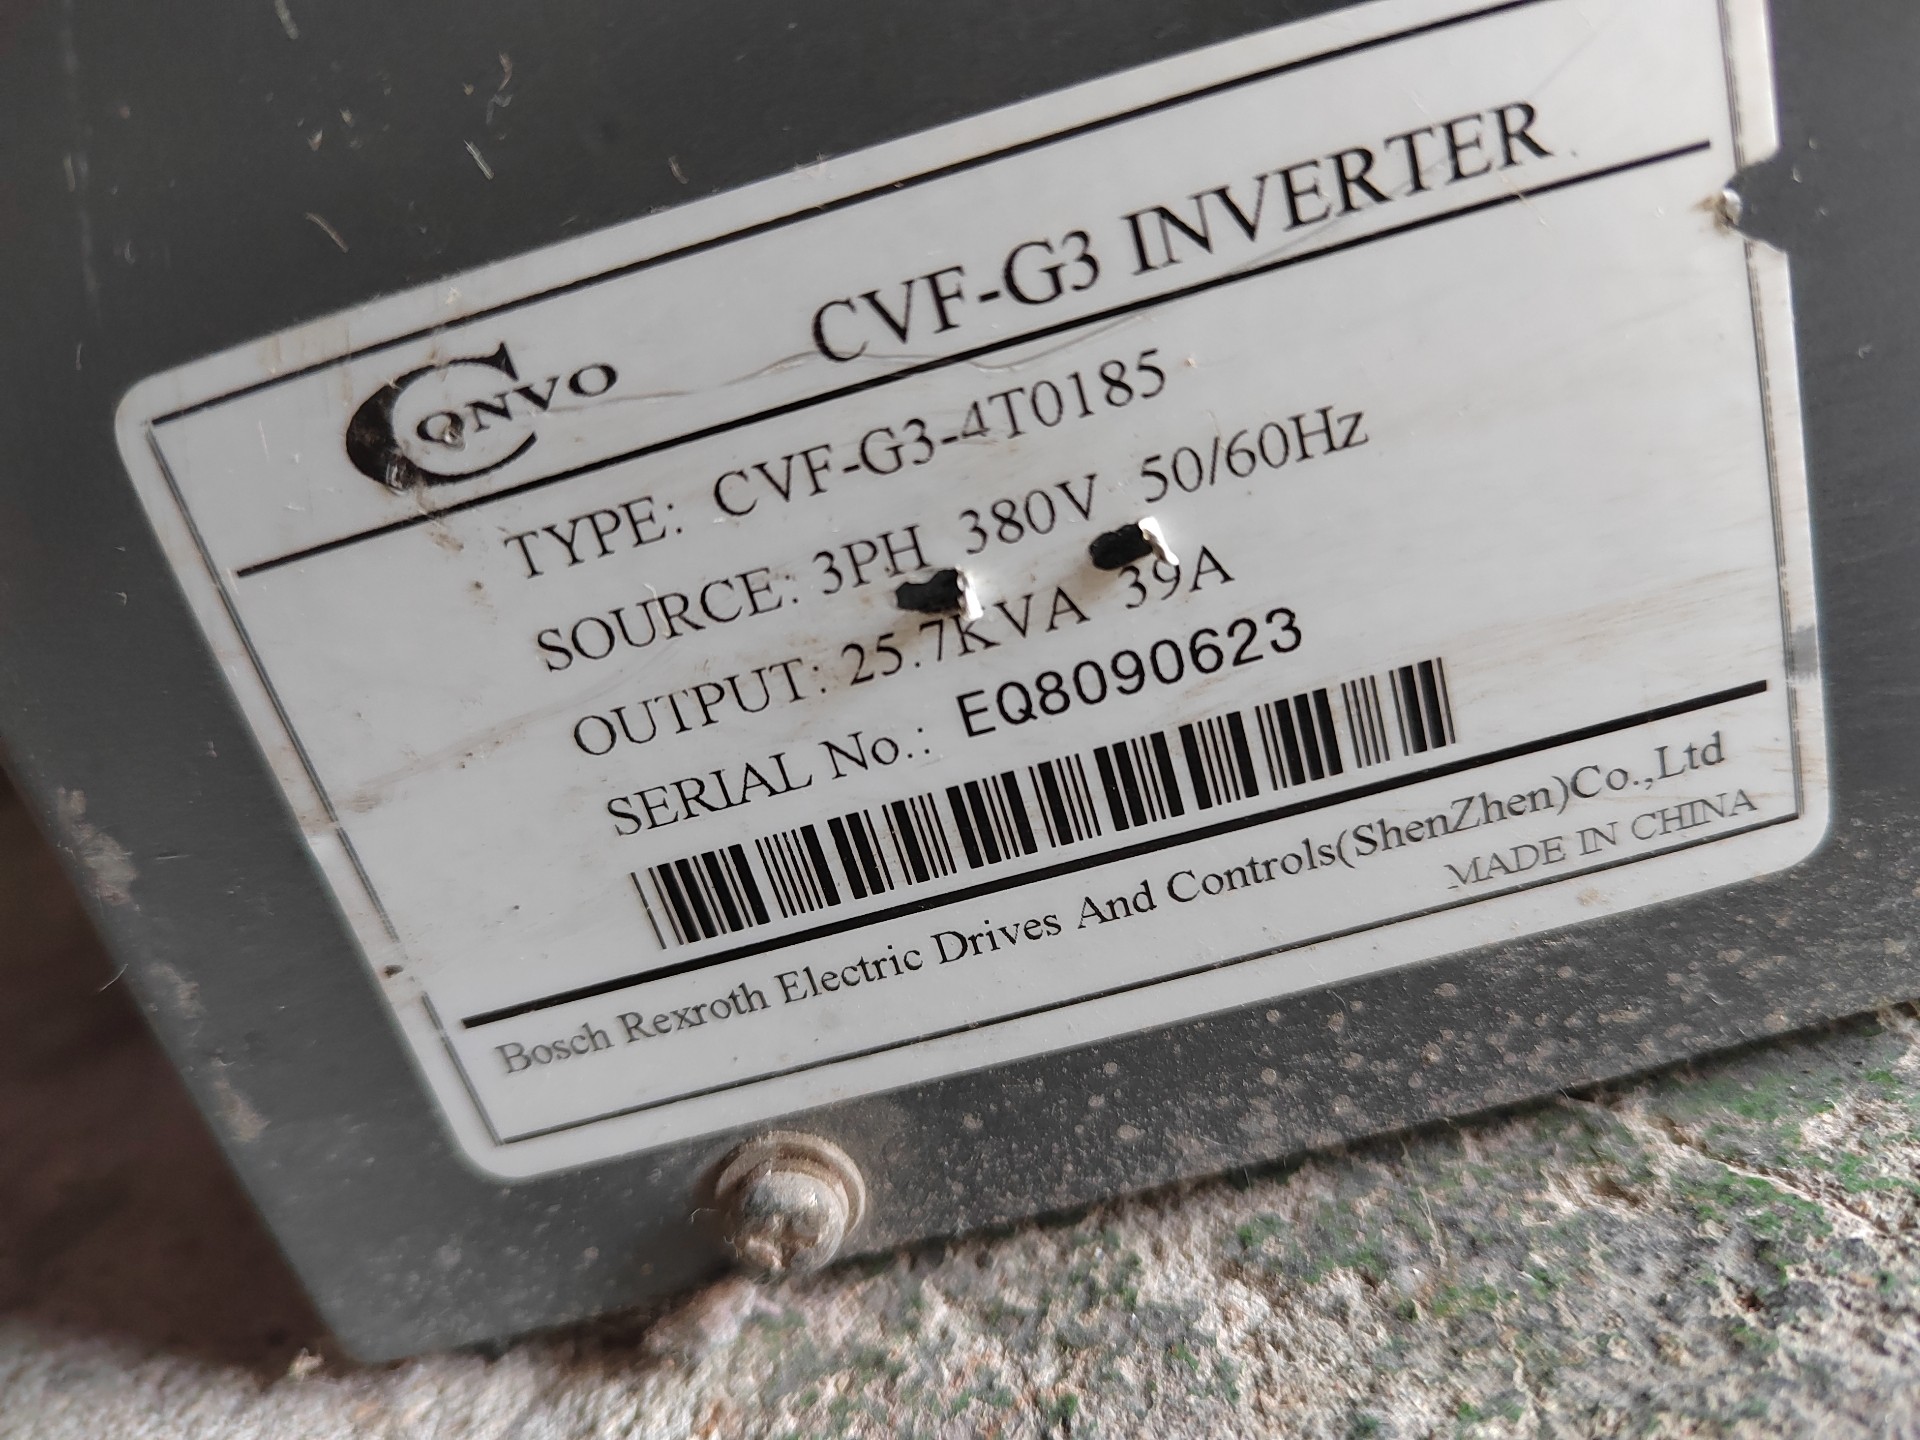 CONVO CVF-G3 INVERTER
TYPE: CVF-G3-4T0185
SOURCE: 3PH 380V 50/60Hz
OUTPUT: 25.7KVA 39A
SERIAL No.: EQ8090623
Bosch Rexroth Electric Drives And Controls(ShenZhen)Co.,Ltd
MADE IN CHINA